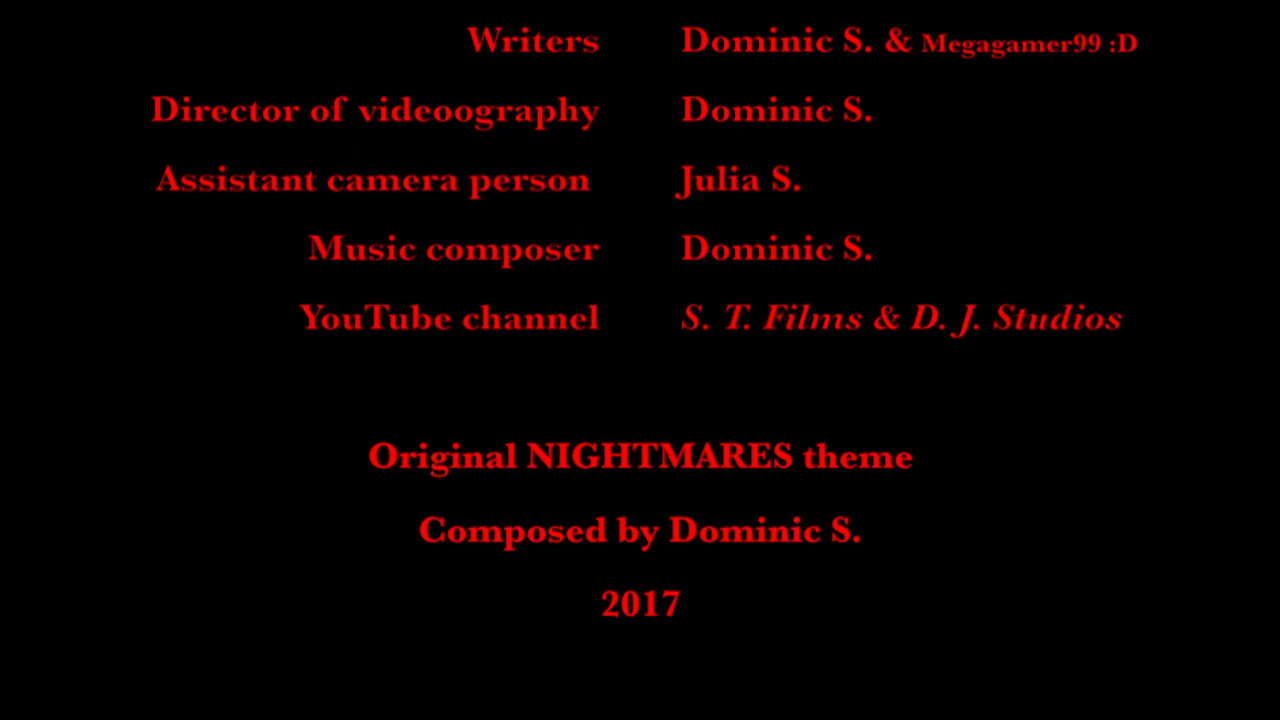 Writers Dominic S. & Megagamer99 :D
Director of videoography Dominic S.
Assistant camera person Julia S.
Music composer Dominic S.
YouTube channel S. T. Films & D. J. Studios
Original NIGHTMARES theme
Composed by Dominic S.
2017